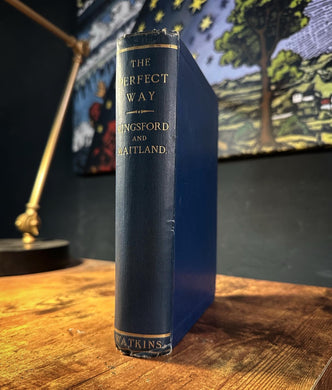 THE
PERFECT
WAY
KINGSFORD
AND
MAITLAND
WATKINS